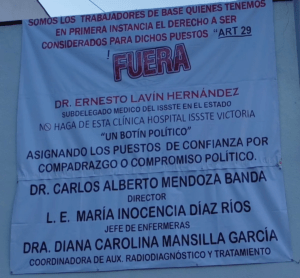 SOMOS LOS TRABAJADORES DE BASE QUIENES TENEMOS
EN PRIMERA INSTANCIA EL DERECHO A SER
CONSIDERADOS PARA DICHOS PUESTOS "ART 29
! FUERA
DR. ERNESTO LAVIN HERNÁNDEZ
SUBDELEGADO MEDICO DEL ISSSTE EN EL ESTADO
NO HAGA DE ESTA CLÍNICA HOSPITAL ISSSTE VICTORIA
"UN BOTÍN POLÍTICO"
ASIGNANDO LOS PUESTOS DE CONFIANZA POR
COMPADRAZGO O COMPROMISO POLÍTICO.
DR. CARLOS ALBERTO MENDOZA BANDA
DIRECTOR
L. E. MARÍA INOCENCIA DÍAZ RÍOS
JEFE DE ENFERMERAS
DRA. DIANA CAROLINA MANSILLA GARCÍA
COORDINADORA DE AUX. RADIODIAGNÓSTICO Y TRATAMIENTO